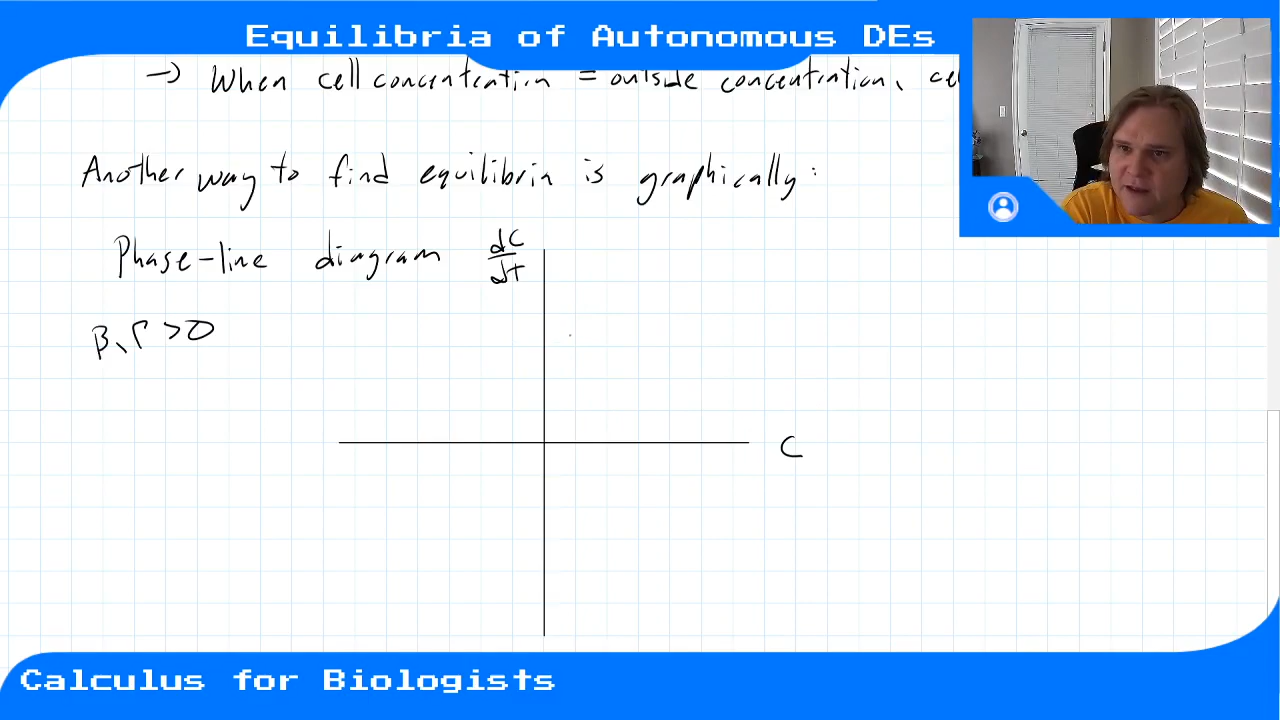 Equilibria of Autonomous DEs
→ When cell concentration = outside concentration,
Another way to find equilibria is graphically:
Phase-line diagram dC/dt
β, Γ > 0
C
Calculus for Biologists